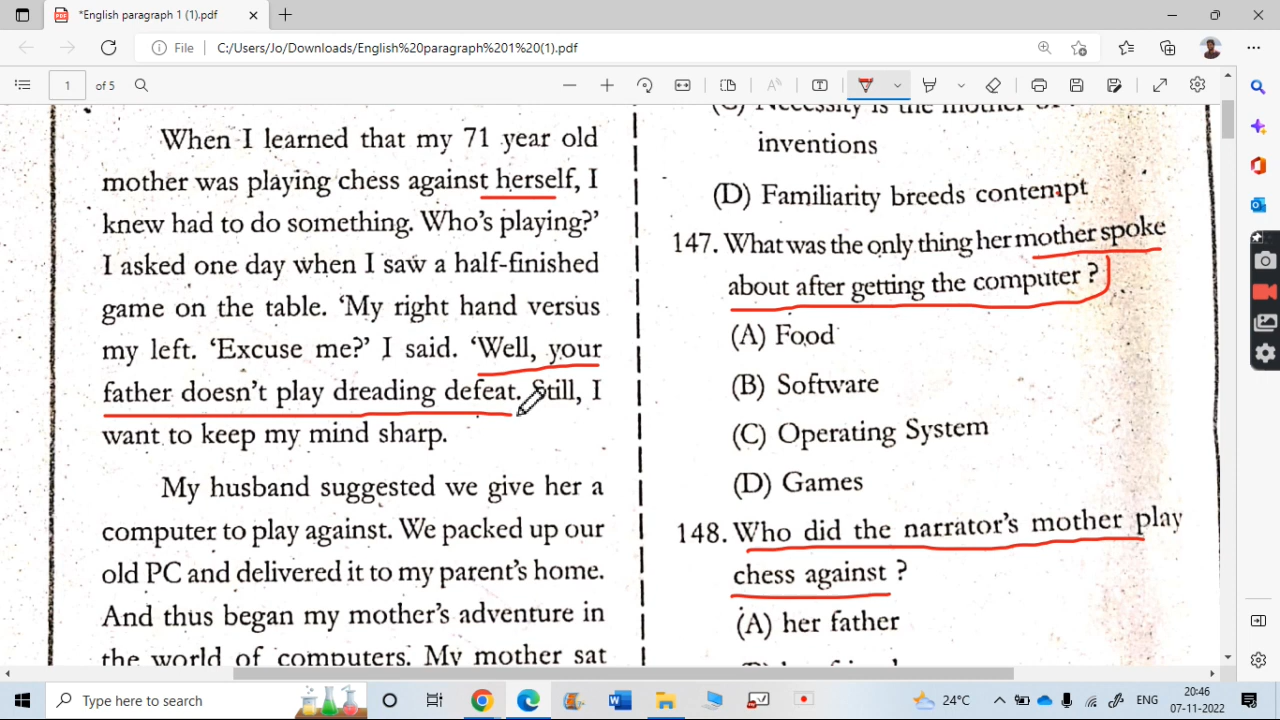 *English paragraph 1 (1).pdf
File
C:/Users/Jo/Downloads/English%20paragraph%201%20(1).pdf
1 of 5
When I learned that my 71 year old
mother was playing chess against herself, I
knew had to do something. Who's playing?'
I asked one day when I saw a half-finished
game on the table. 'My right hand versus
my left. 'Excuse me?' I said. 'Well, your
father doesn't play dreading defeat. Still, I
want to keep my mind sharp.
My husband suggested we give her a
computer to play against. We packed up our
old PC and delivered it to my parent's home.
And thus began my mother's adventure in
the world of computers. My mother sat
(C) Necessity is the mother of
inventions
(D) Familiarity breeds contempt
147. What was the only thing her mother spoke
about after getting the computer ?
(A) Food
(B) Software
(C) Operating System
(D) Games
148. Who did the narrator's mother play
chess against ?
(A) her father
Type here to search
24°C
ENG
20:46
07-11-2022